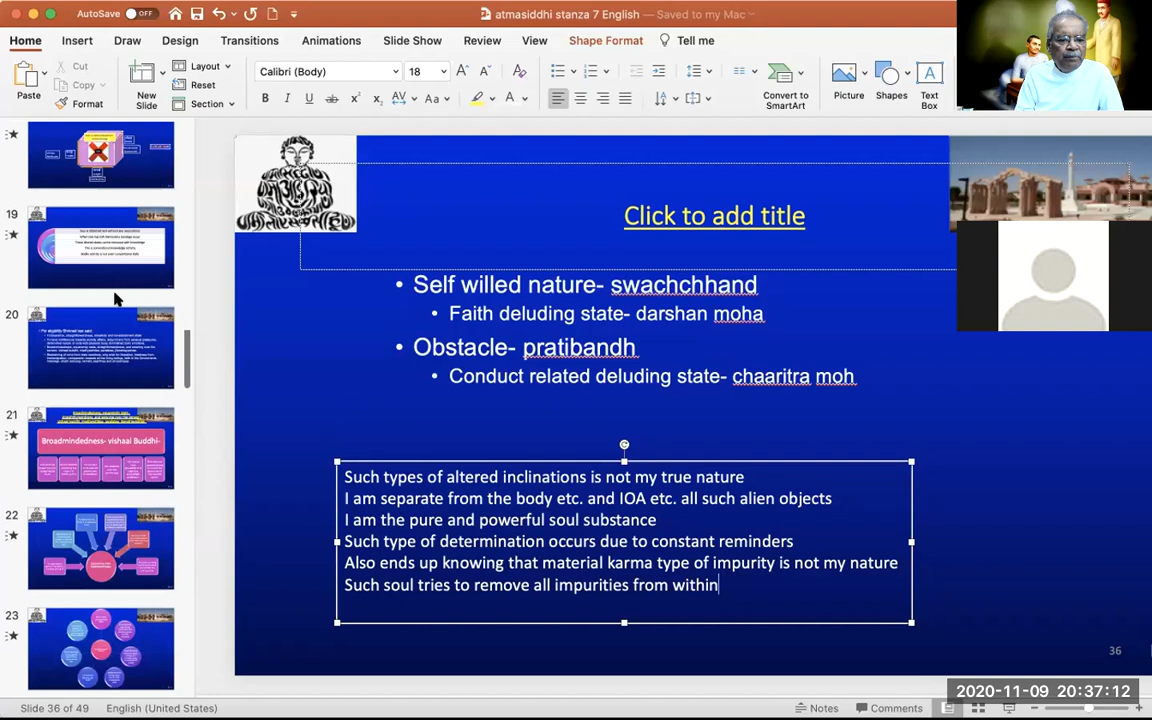 AutoSave OFF
atmasiddhi stanza 7 English — Saved to my Mac
Home Insert Draw Design Transitions Animations Slide Show Review View Shape Format Tell me
Paste
Cut
Copy
Format
New Slide
Layout
Reset
Section
Calibri (Body) 18
Convert to SmartArt
Picture
Shapes
Text Box
19
20
21
Broadmindedness- vishaal Buddhi-
22
23
Click to add title
• Self willed nature- swachchhand
• Faith deluding state- darshan moha
• Obstacle- pratibandh
• Conduct related deluding state- chaaritra moh
Such types of altered inclinations is not my true nature
I am separate from the body etc. and IOA etc. all such alien objects
I am the pure and powerful soul substance
Such type of determination occurs due to constant reminders
Also ends up knowing that material karma type of impurity is not my nature
Such soul tries to remove all impurities from within
36
2020-11-09 20:37:12
Slide 36 of 49
English (United States)
Notes
Comments